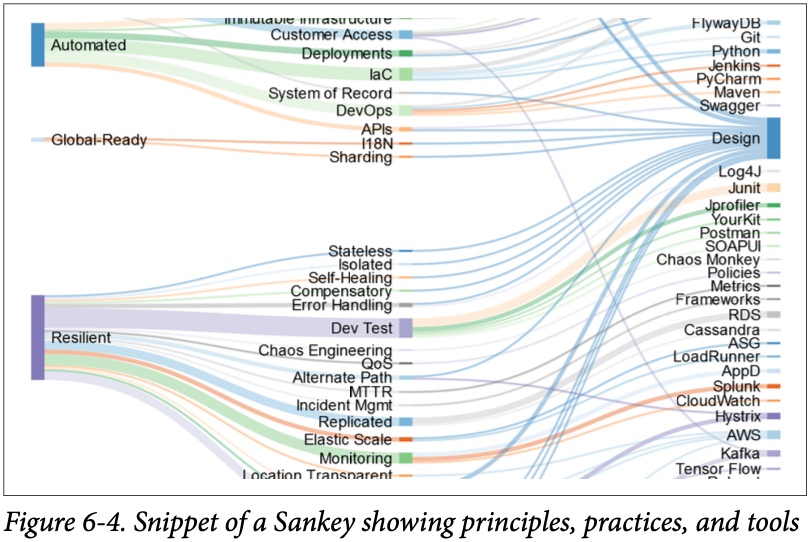 Automated
Global-Ready
Resilient
Immutable Infrastructure
Customer Access
Deployments
IaC
System of Record
DevOps
APIs
I18N
Sharding
Stateless
Isolated
Self-Healing
Compensatory
Error Handling
Dev Test
Chaos Engineering
QoS
Alternate Path
MTTR
Incident Mgmt
Replicated
Elastic Scale
Monitoring
Location Transparent
FlywayDB
Git
Python
Jenkins
PyCharm
Maven
Swagger
Design
Log4J
Junit
Jprofiler
YourKit
Postman
SOAPUI
Chaos Monkey
Policies
Metrics
Frameworks
RDS
Cassandra
ASG
LoadRunner
AppD
Splunk
CloudWatch
Hystrix
AWS
Kafka
Tensor Flow
Figure 6-4. Snippet of a Sankey showing principles, practices, and tools